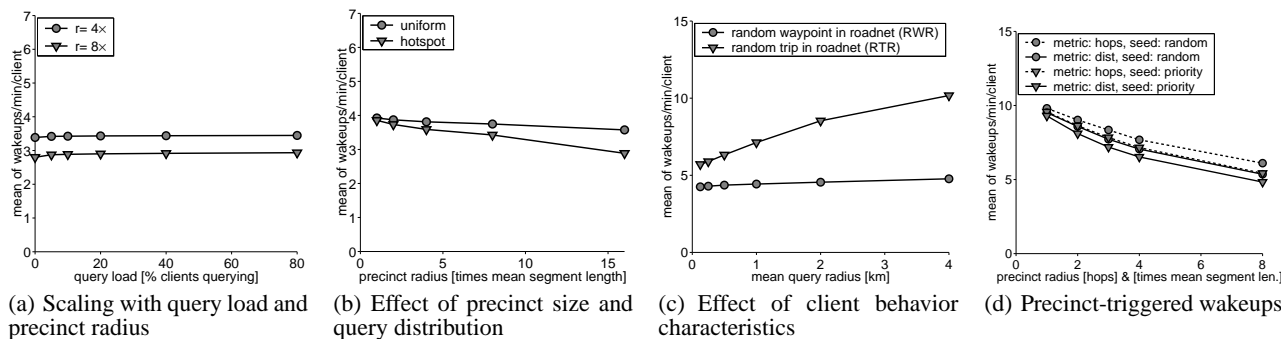 mean of wakeups/min/client
7
6
5
4
3
2
1
0
r= 4×
r= 8×
0 20 40 60 80
query load [% clients querying]
(a) Scaling with query load and
precinct radius
mean of wakeups/min/client
7
6
5
4
3
2
1
0
uniform
hotspot
0 5 10 15
precinct radius [times mean segment length]
(b) Effect of precinct size and
query distribution
mean of wakeups/min/client
15
10
5
0
random waypoint in roadnet (RWR)
random trip in roadnet (RTR)
0 1 2 3 4
mean query radius [km]
(c) Effect of client behavior
characteristics
mean of wakeups/min/client
15
10
5
0
metric: hops, seed: random
metric: dist, seed: random
metric: hops, seed: priority
metric: dist, seed: priority
0 2 4 6 8
precinct radius [hops] & [times mean segment len.]
(d) Precinct-triggered wakeups